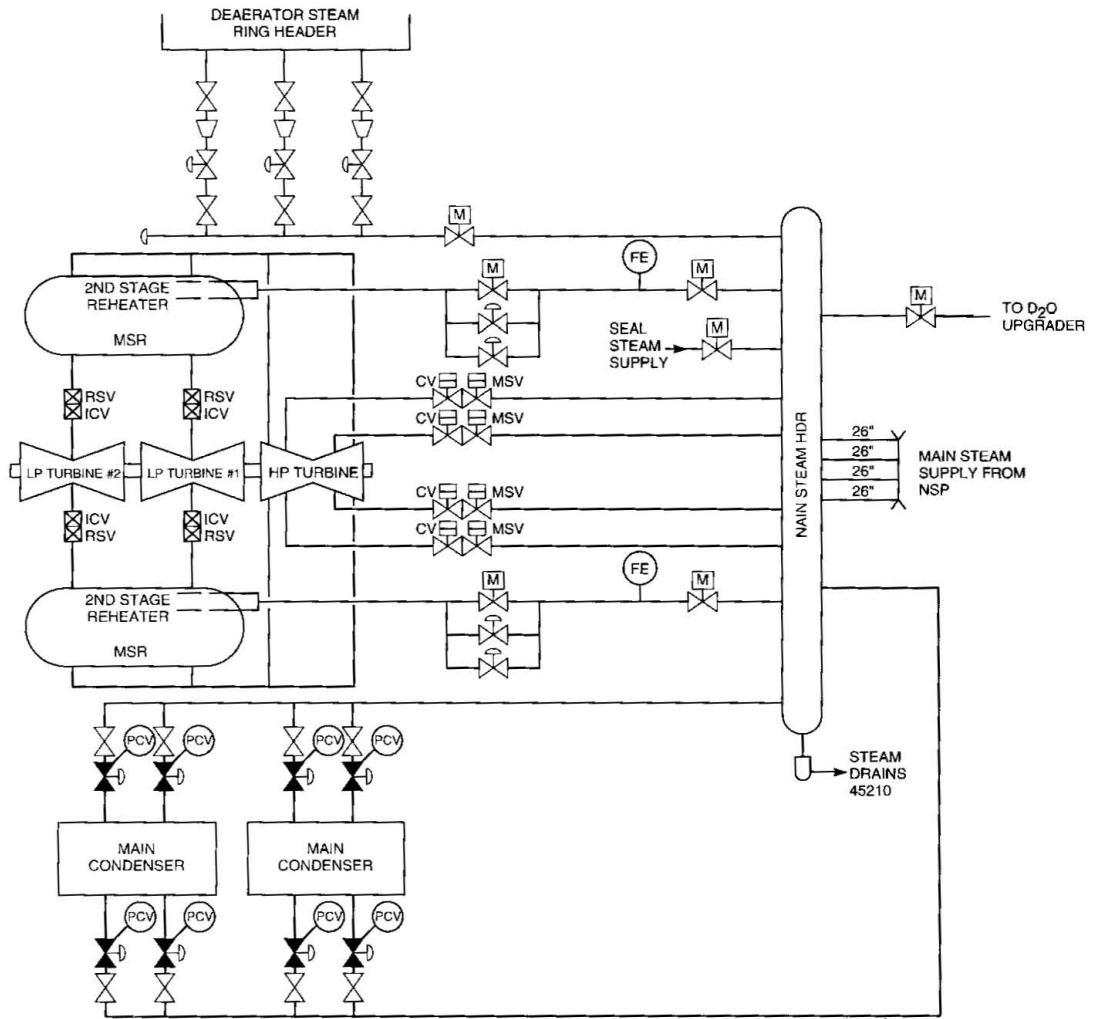 DEAERATOR STEAM
RING HEADER
M
FE
M
M
2ND STAGE
REHEATER
MSR
M
TO D2O
UPGRADER
SEAL
STEAM
SUPPLY
M
RSV
ICV
RSV
ICV
CV
MSV
CV
MSV
LP TURBINE #2
LP TURBINE #1
HP TURBINE
NAIN STEAM HDR
26"
26"
26"
26"
MAIN STEAM
SUPPLY FROM
NSP
ICV
RSV
ICV
RSV
CV
MSV
CV
MSV
FE
M
M
2ND STAGE
REHEATER
MSR
PCV
PCV
PCV
PCV
STEAM
DRAINS
45210
MAIN
CONDENSER
MAIN
CONDENSER
PCV
PCV
PCV
PCV